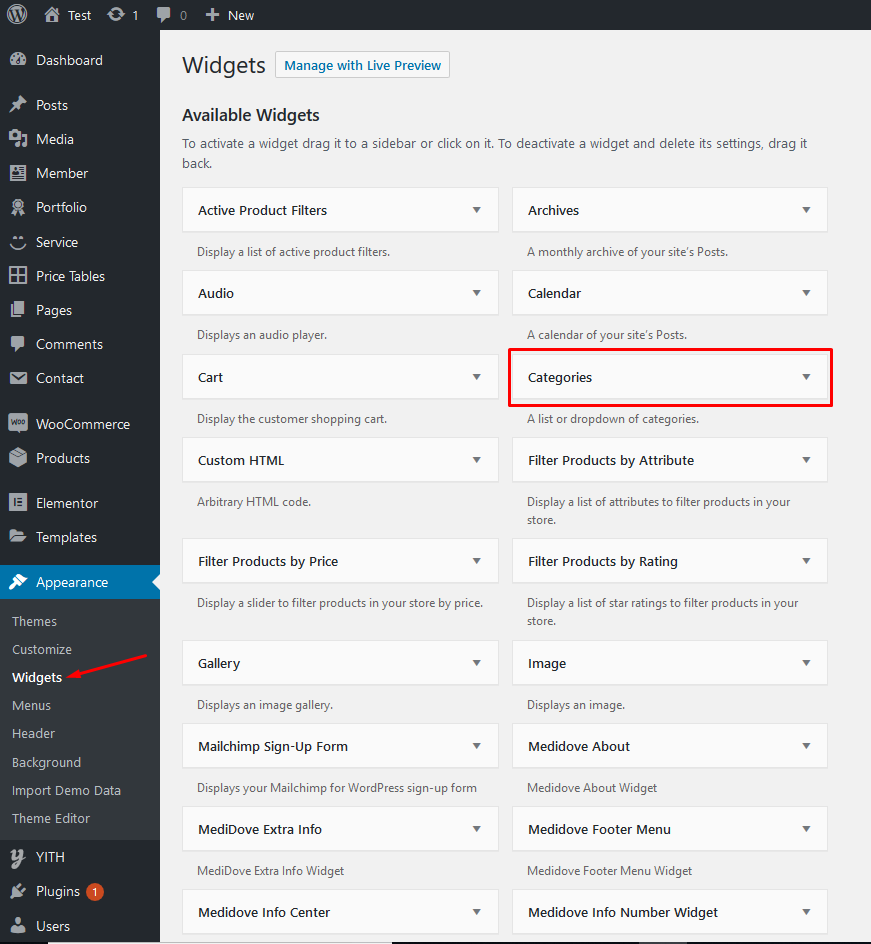 Test 1 0 New
Dashboard
Posts
Media
Member
Portfolio
Service
Price Tables
Pages
Comments
Contact
WooCommerce
Products
Elementor
Templates
Appearance
Themes
Customize
Widgets
Menus
Header
Background
Import Demo Data
Theme Editor
YITH
Plugins 1
Users
Widgets Manage with Live Preview
Available Widgets
To activate a widget drag it to a sidebar or click on it. To deactivate a widget and delete its settings, drag it
back.
Active Product Filters
Display a list of active product filters.
Archives
A monthly archive of your site's Posts.
Audio
Displays an audio player.
Calendar
A calendar of your site's Posts.
Cart
Display the customer shopping cart.
Categories
A list or dropdown of categories.
Custom HTML
Arbitrary HTML code.
Filter Products by Attribute
Display a list of attributes to filter products in your
store.
Filter Products by Price
Display a slider to filter products in your store by price.
Filter Products by Rating
Display a list of star ratings to filter products in your
store.
Gallery
Displays an image gallery.
Image
Displays an image.
Mailchimp Sign-Up Form
Displays your Mailchimp for WordPress sign-up form
Medidove About
Medidove About Widget
MediDove Extra Info
MediDove Extra Info Widget
Medidove Footer Menu
Medidove Footer Menu Widget
Medidove Info Center
Medidove Info Number Widget